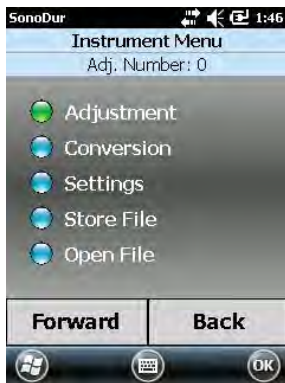 SonoDur 1:46
Instrument Menu
Adj. Number: 0
Adjustment
Conversion
Settings
Store File
Open File
Forward Back
OK